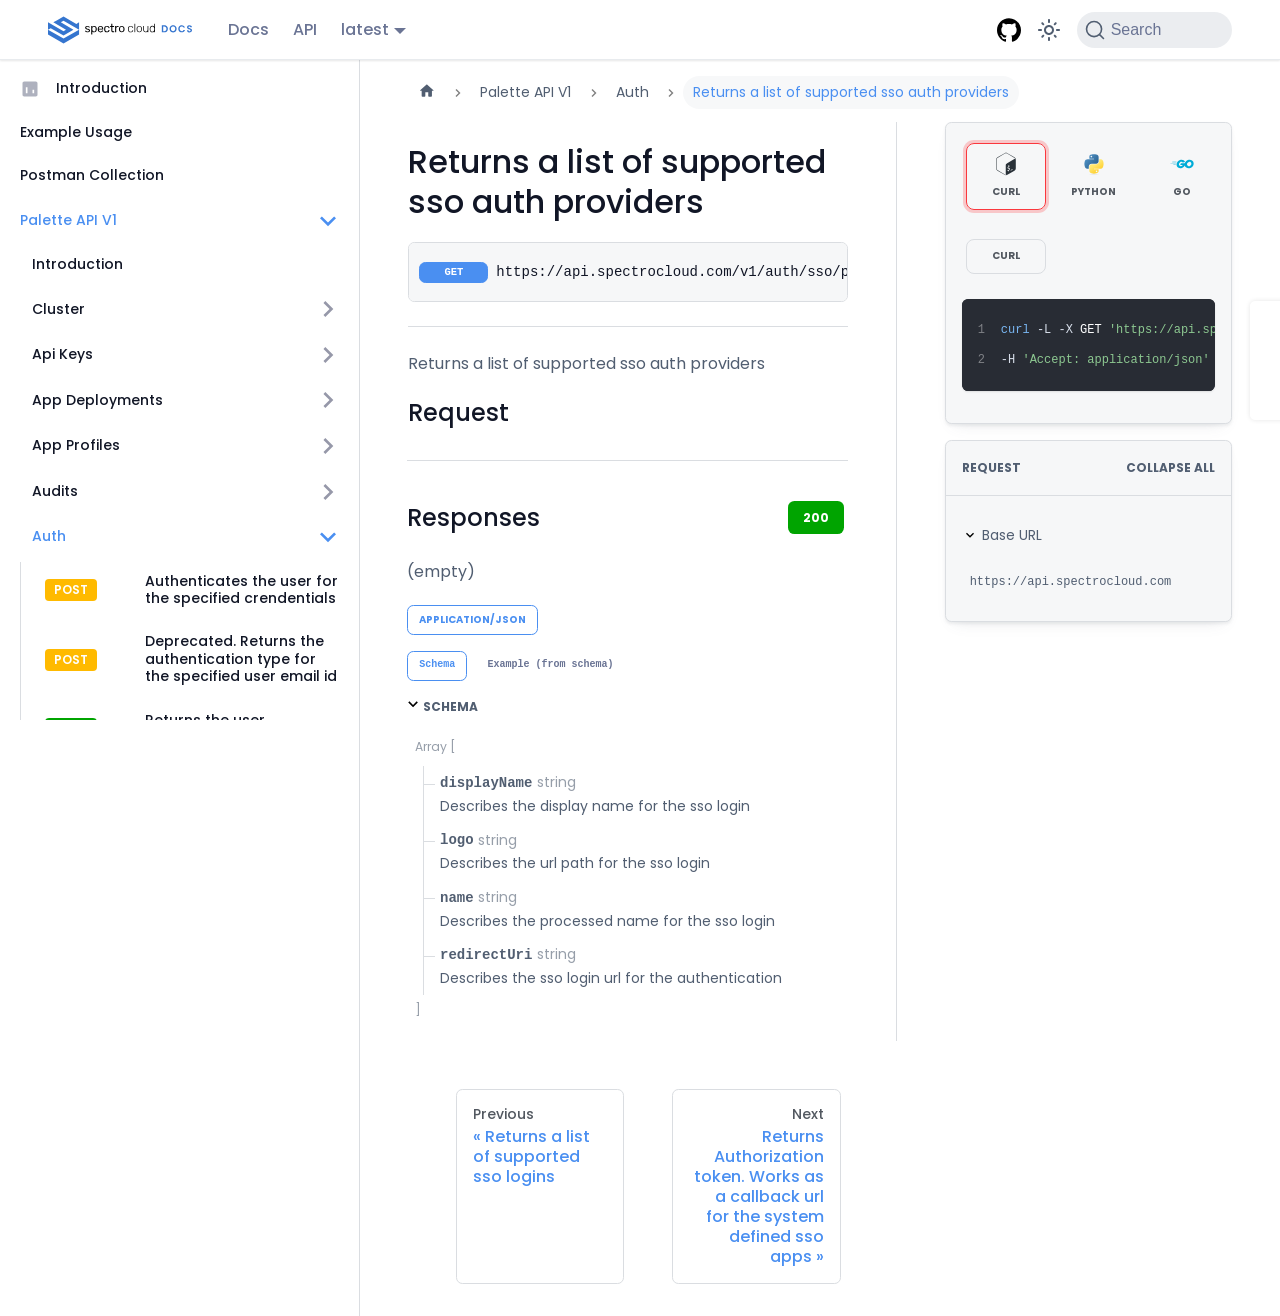 spectro cloud DOCS
Docs
API
latest
Search
Introduction
Example Usage
Postman Collection
Palette API V1
Introduction
Cluster
Api Keys
App Deployments
App Profiles
Audits
Auth
POST
Authenticates the user for
the specified crendentials
POST
Deprecated. Returns the
authentication type for
the specified user email id
Returns the user
Palette API V1
Auth
Returns a list of supported sso auth providers
Returns a list of supported
sso auth providers
GET
https://api.spectrocloud.com/v1/auth/sso/p
Returns a list of supported sso auth providers
Request
Responses
200
(empty)
APPLICATION/JSON
Schema
Example (from schema)
SCHEMA
Array [
displayName string
Describes the display name for the sso login
logo string
Describes the url path for the sso login
name string
Describes the processed name for the sso login
redirectUri string
Describes the sso login url for the authentication
]
Previous
« Returns a list
of supported
sso logins
Next
Returns
Authorization
token. Works as
a callback url
for the system
defined sso
apps »
CURL
PYTHON
GO
CURL
1 curl -L -X GET 'https://api.sp
2 -H 'Accept: application/json'
REQUEST
COLLAPSE ALL
Base URL
https://api.spectrocloud.com